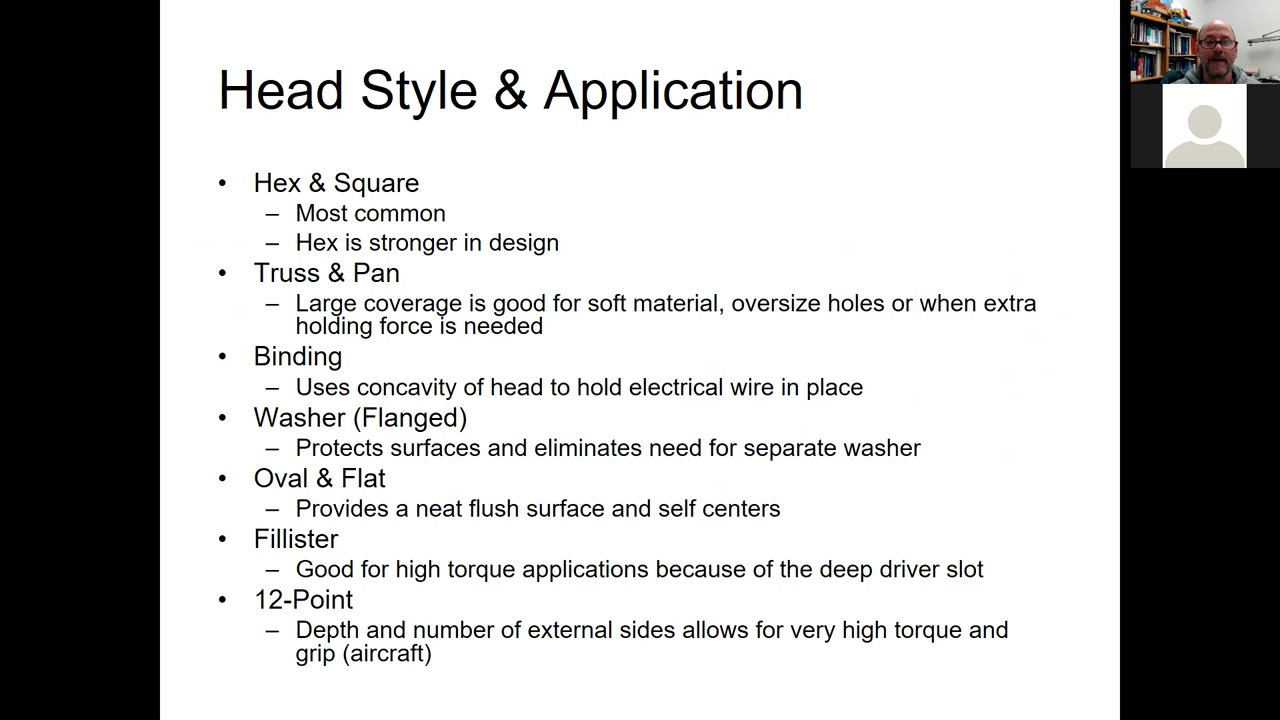 Head Style & Application
• Hex & Square
– Most common
– Hex is stronger in design
• Truss & Pan
– Large coverage is good for soft material, oversize holes or when extra
holding force is needed
• Binding
– Uses concavity of head to hold electrical wire in place
• Washer (Flanged)
– Protects surfaces and eliminates need for separate washer
• Oval & Flat
– Provides a neat flush surface and self centers
• Fillister
– Good for high torque applications because of the deep driver slot
• 12-Point
– Depth and number of external sides allows for very high torque and
grip (aircraft)